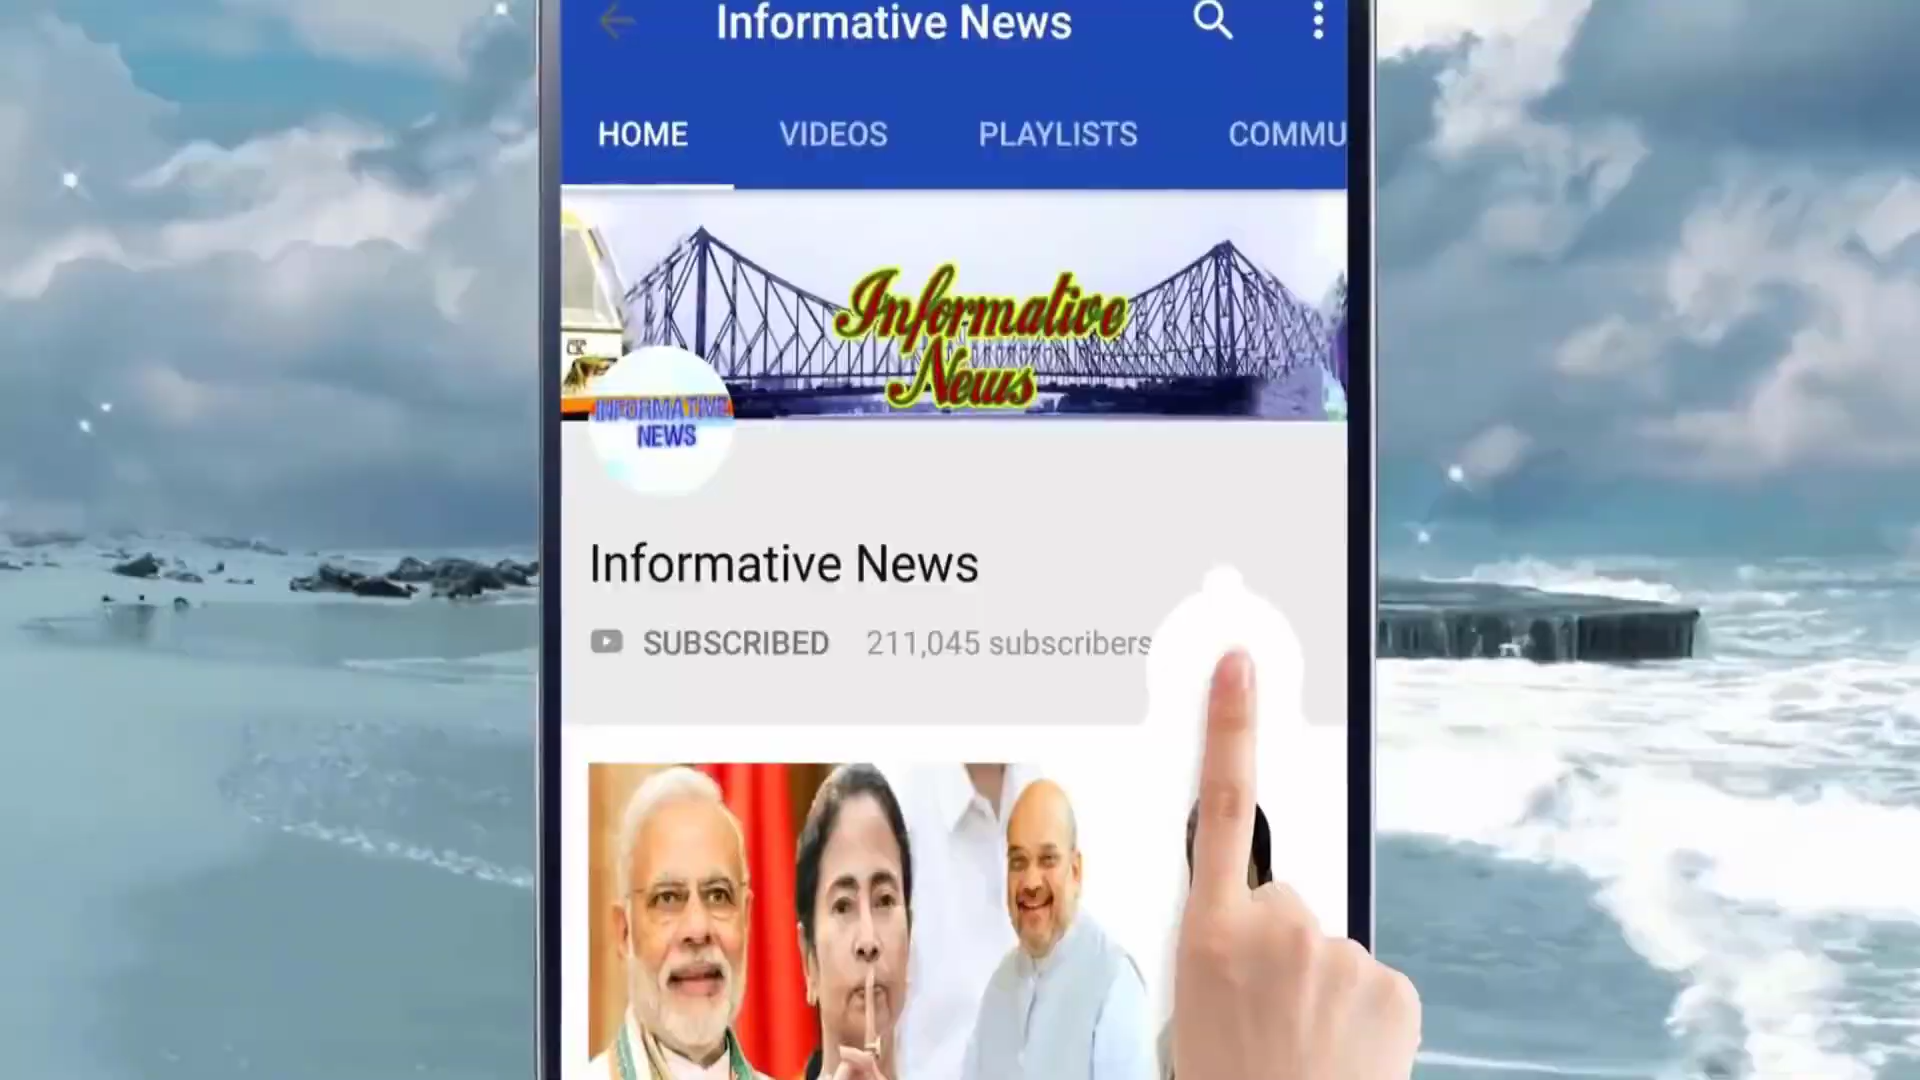 Informative News
HOME VIDEOS PLAYLISTS COMMU
Informative
News
INFORMATIVE
NEWS
Informative News
SUBSCRIBED 211,045 subscribers